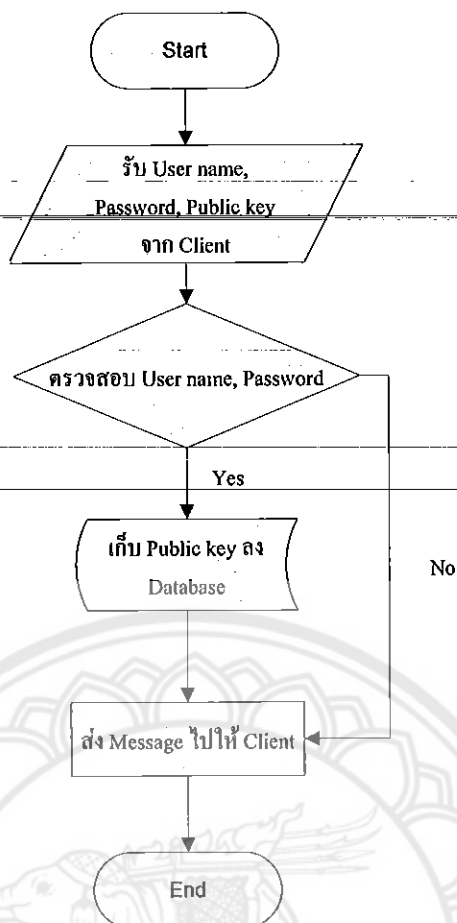 Start
รับ User name,
Password, Public key
จาก Client
ตรวจสอบ User name, Password
Yes
เก็บ Public key ลง
Database
No
ส่ง Message ไปให้ Client
End